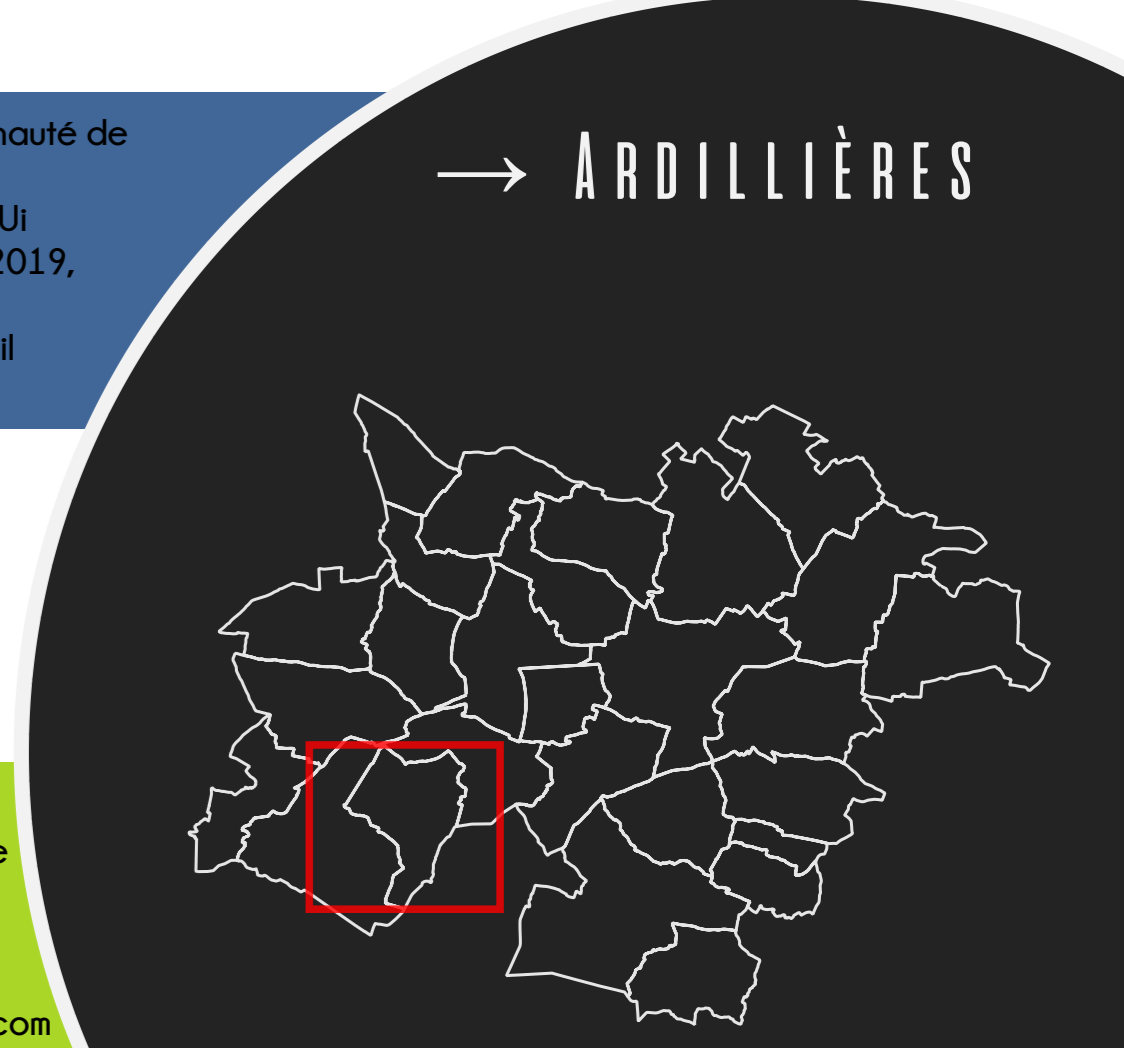 nauté de
→ ARDILLIÈRES
Ui
2019,
il
e
com